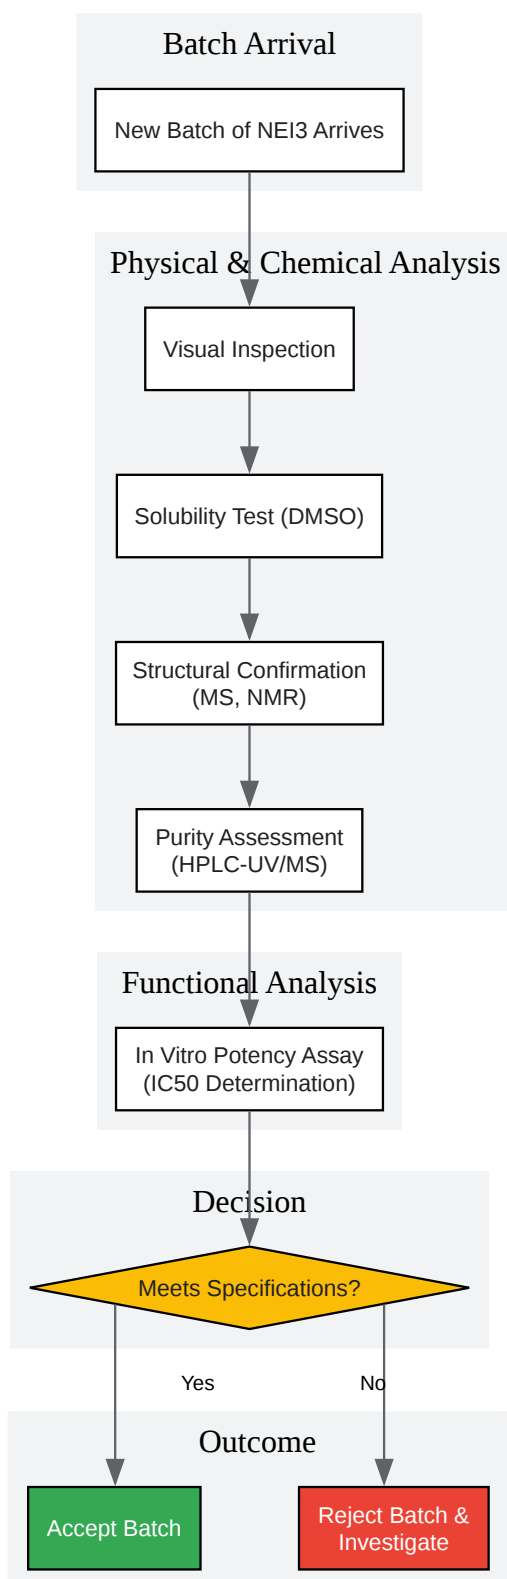 Batch Arrival
New Batch of NEI3 Arrives
Physical & Chemical Analysis
Visual Inspection
Solubility Test (DMSO)
Structural Confirmation
(MS, NMR)
Purity Assessment
(HPLC-UV/MS)
Functional Analysis
In Vitro Potency Assay
(IC50 Determination)
Decision
Meets Specifications?
Yes
No
Outcome
Accept Batch
Reject Batch &
Investigate